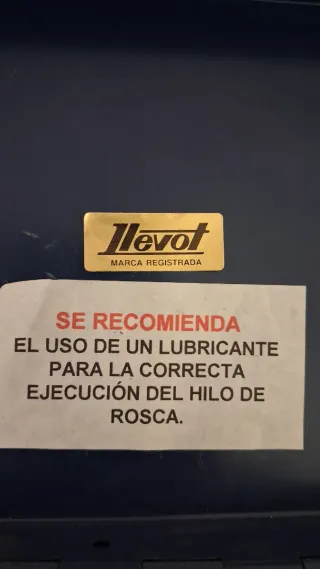 llevot
MARCA REGISTRADA
SE RECOMIENDA
EL USO DE UN LUBRICANTE
PARA LA CORRECTA
EJECUCIÓN DEL HILO DE
ROSCA.